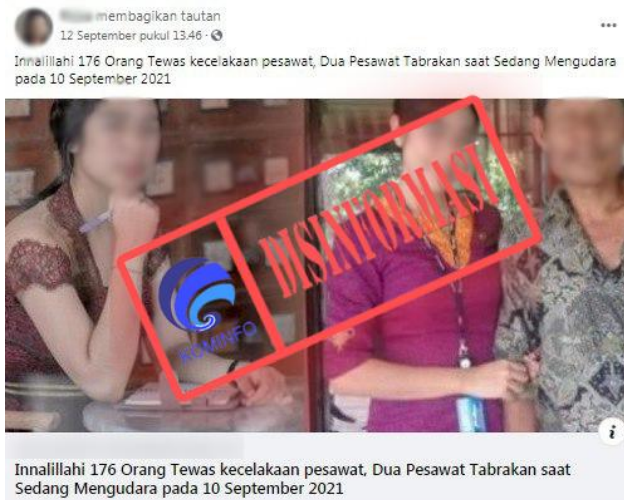 membagikan tautan
12 September pukul 13.46 ·
Innalillahi 176 Orang Tewas kecelakaan pesawat, Dua Pesawat Tabrakan saat Sedang Mengudara
pada 10 September 2021
DISINFORMASI
KOMINFO
Innalillahi 176 Orang Tewas kecelakaan pesawat, Dua Pesawat Tabrakan saat
Sedang Mengudara pada 10 September 2021